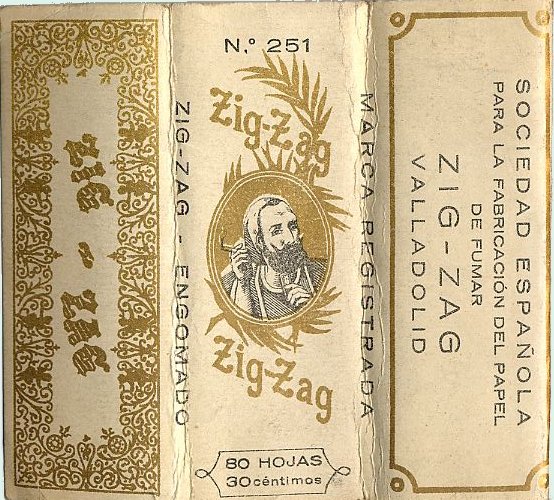 ZIG - ZAG
ZIG-ZAG - ENGOMADO
N.º 251
Zig-Zag
Zig-Zag
80 HOJAS
30 céntimos
MARCA REGISTRADA
SOCIEDAD ESPAÑOLA
PARA LA FABRICACIÓN DEL PAPEL
DE FUMAR
ZIG-ZAG
VALLADOLID